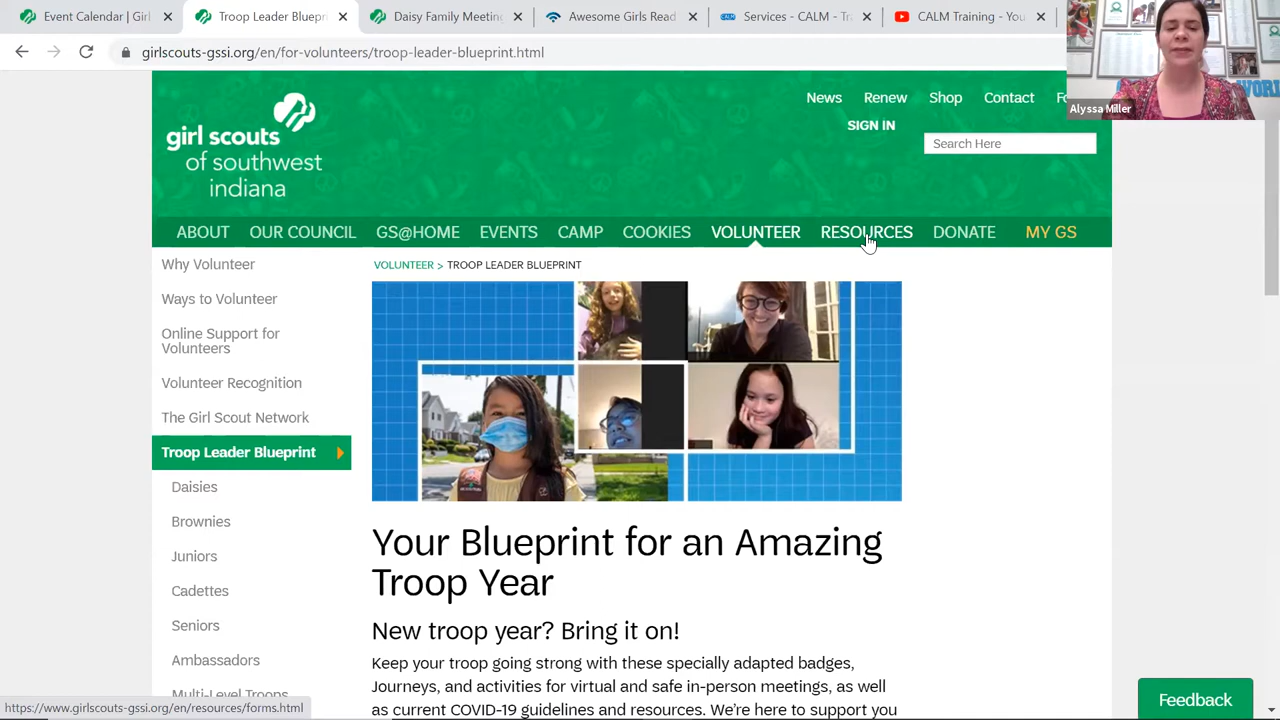 Event Calendar | Girl
Troop Leader Blueprin
Daisy Family Meeting
Awesome Girls Read
Services - CALM -
CALM Training - You
girlscouts-gssi.org/en/for-volunteers
leader-blueprint.html
Alyssa Miller
News Renew Shop Contact
SIGN IN
Search Here
girl scouts
of southwest
indiana
ABOUT OUR COUNCIL GS@HOME EVENTS CAMP COOKIES VOLUNTEER RESOURCES DONATE MY GS
VOLUNTEER > TROOP LEADER BLUEPRINT
Why Volunteer
Ways to Volunteer
Online Support for
Volunteers
Volunteer Recognition
The Girl Scout Network
Troop Leader Blueprint
Daisies
Brownies
Juniors
Cadettes
Seniors
Ambassadors
Multi-Level Troops
Your Blueprint for an Amazing
Troop Year
New troop year? Bring it on!
Keep your troop going strong with these specially adapted badges,
Journeys, and activities for virtual and safe in-person meetings, as well
as current COVID-19 guidelines and resources. We're here to support you
Feedback
https://www.girlscouts-gssi.org/en/resources/forms.html